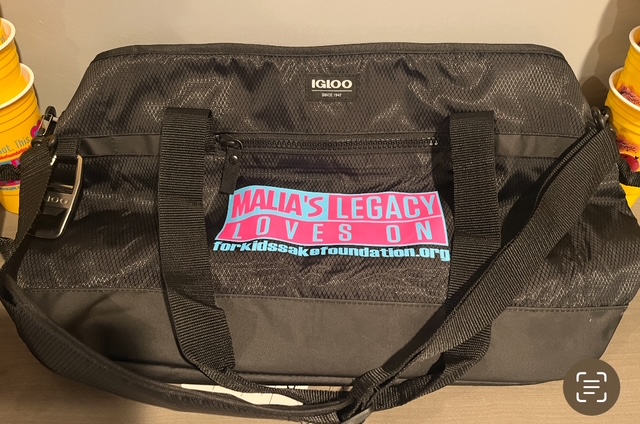 IGLOO
SINCE 1947
MALIA'S LEGACY
LOVES ON
forkidssakefoundation.org